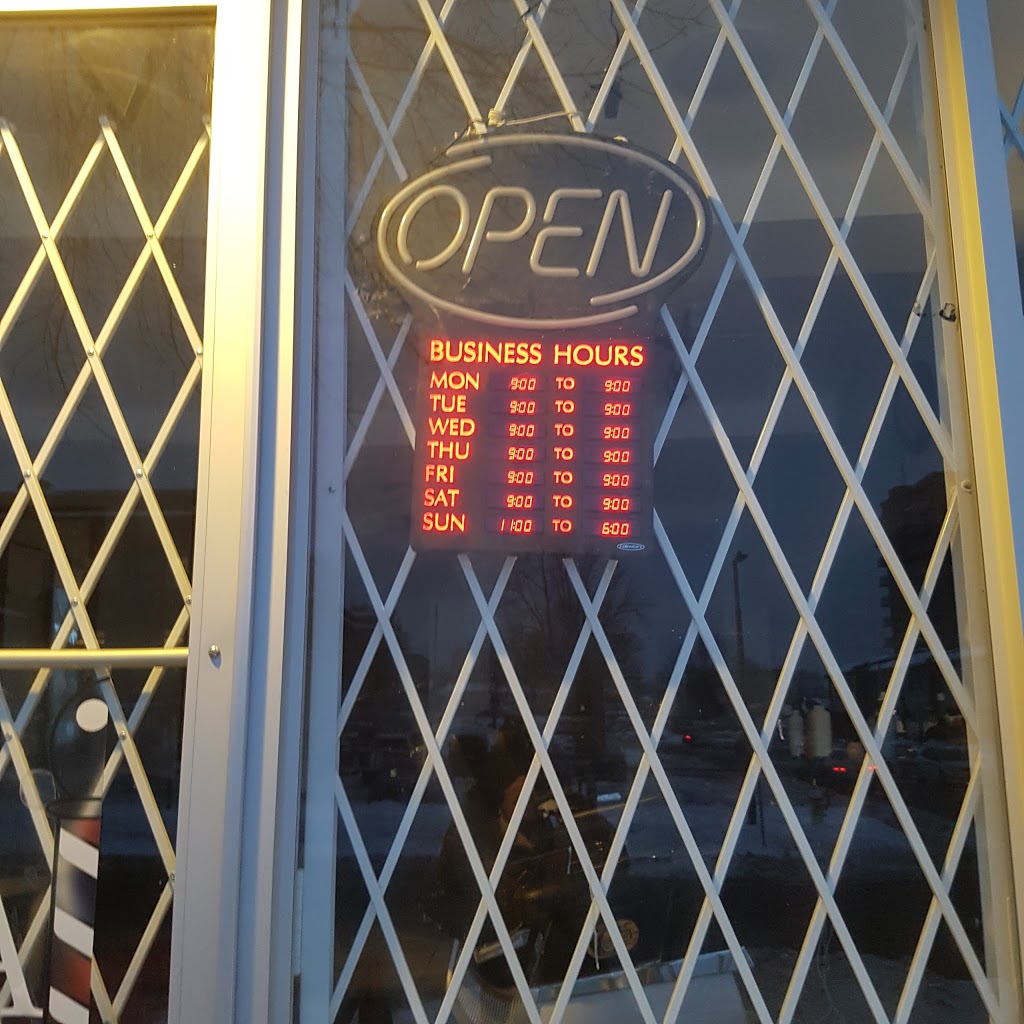 OPEN
BUSINESS HOURS
MON 9:00 TO 9:00
TUE 9:00 TO 9:00
WED 9:00 TO 9:00
THU 9:00 TO 9:00
FRI 9:00 TO 9:00
SAT 9:00 TO 9:00
SUN 11:00 TO 6:00